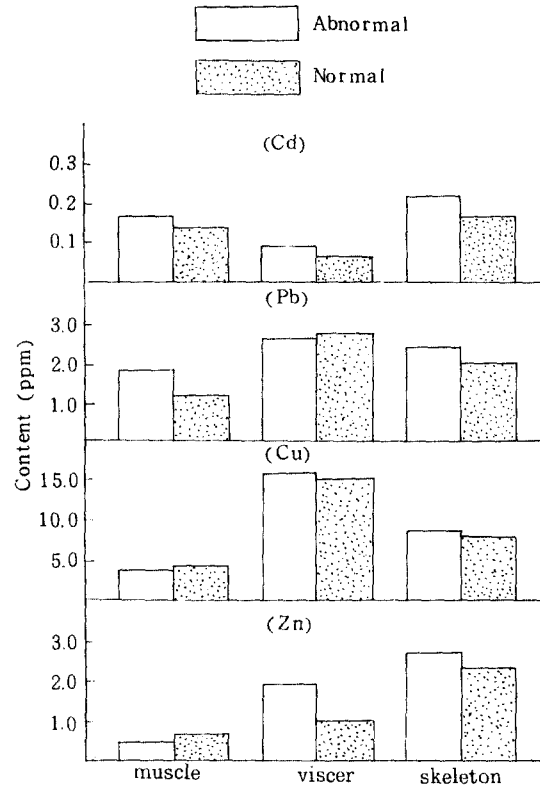 Abnormal
Normal
(Cd)
0.3
0.2
0.1
(Pb)
3.0
2.0
1.0
(Cu)
15.0
10.0
5.0
(Zn)
3.0
2.0
1.0
Content (ppm)
muscle viscer skeleton